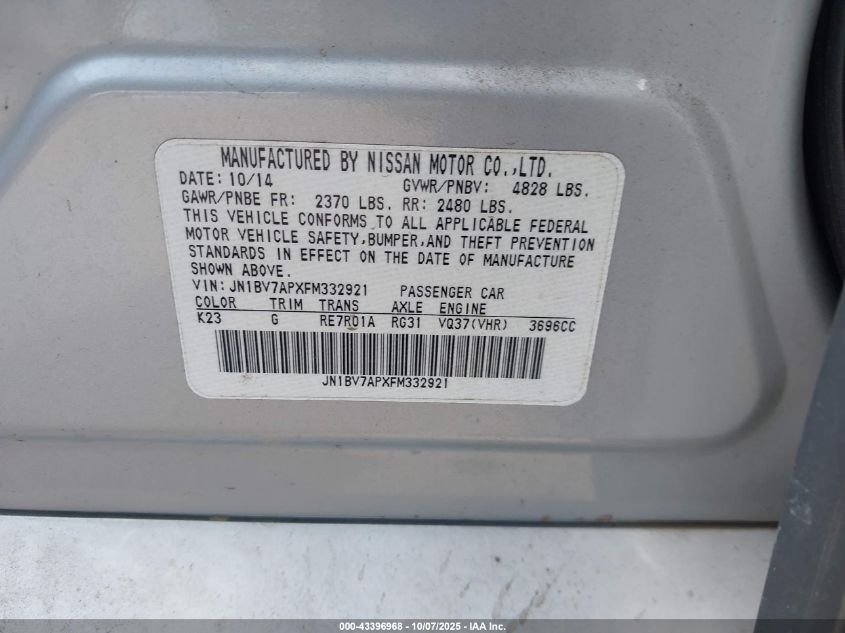 MANUFACTURED BY NISSAN MOTOR CO.,LTD.
DATE: 10/14 GVWR/PNBV: 4828 LBS.
GAWR/PNBE FR: 2370 LBS. RR: 2480 LBS.
THIS VEHICLE CONFORMS TO ALL APPLICABLE FEDERAL
MOTOR VEHICLE SAFETY,BUMPER,AND THEFT PREVENTION
STANDARDS IN EFFECT ON THE DATE OF MANUFACTURE
SHOWN ABOVE.
VIN: JN1BV7APXFM332921 PASSENGER CAR
COLOR TRIM TRANS AXLE ENGINE
K23 G RE7R01A RG31 VQ37(VHR) 3696CC
JN1BV7APXFM332921
000-43396968 - 10/07/2025 - IAA Inc.